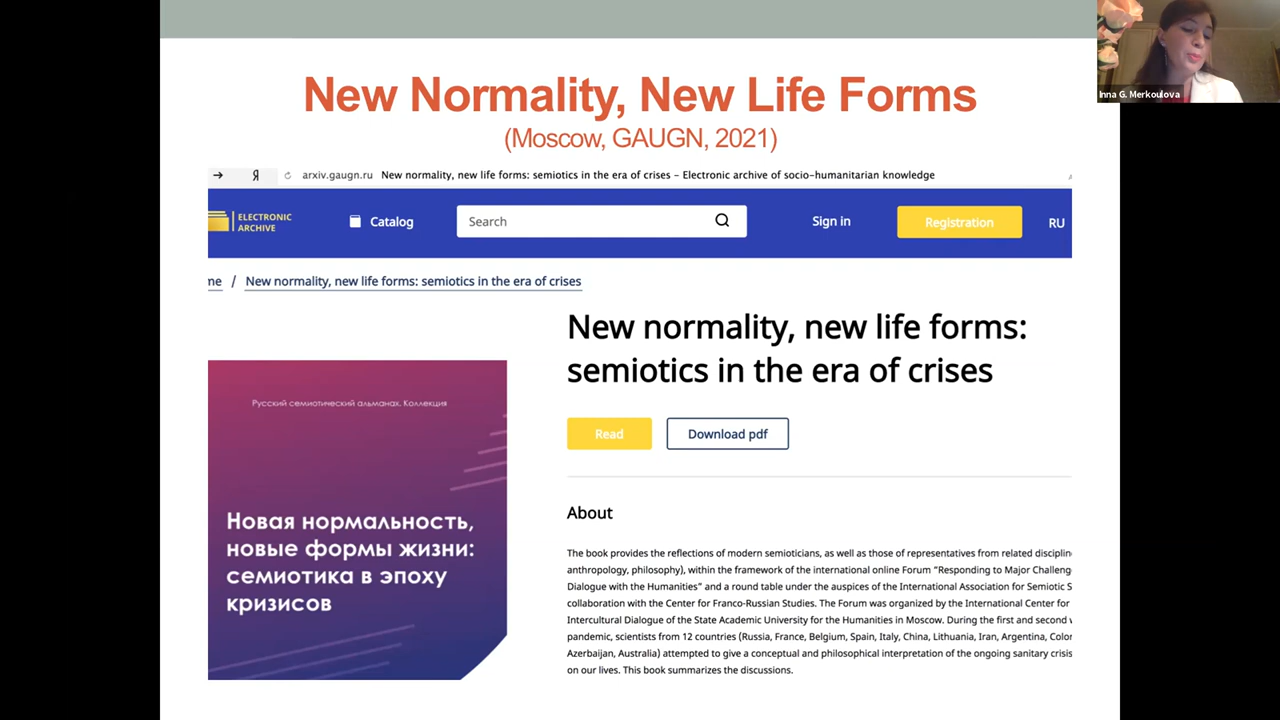 New Normality, New Life Forms
(Moscow, GAUGN, 2021)
Inna G. Merkoulova
Я arxiv.gaugn.ru New normality, new life forms: semiotics in the era of crises – Electronic archive of socio-humanitarian knowledge
ELECTRONIC
ARCHIVE
Catalog
Search
Sign in
Registration
RU
me / New normality, new life forms: semiotics in the era of crises
New normality, new life forms:
semiotics in the era of crises
Read
Download pdf
Русский семиотический альманах. Коллекция
Новая нормальность,
новые формы жизни:
семиотика в эпоху
кризисов
About
The book provides the reflections of modern semioticians, as well as those of representatives from related disciplin
anthropology, philosophy), within the framework of the international online Forum "Responding to Major Challeng
Dialogue with the Humanities" and a round table under the auspices of the International Association for Semiotic S
collaboration with the Center for Franco-Russian Studies. The Forum was organized by the International Center for
Intercultural Dialogue of the State Academic University for the Humanities in Moscow. During the first and second
pandemic, scientists from 12 countries (Russia, France, Belgium, Spain, Italy, China, Lithuania, Iran, Argentina, Color
Azerbaijan, Australia) attempted to give a conceptual and philosophical interpretation of the ongoing sanitary crisis
on our lives. This book summarizes the discussions.